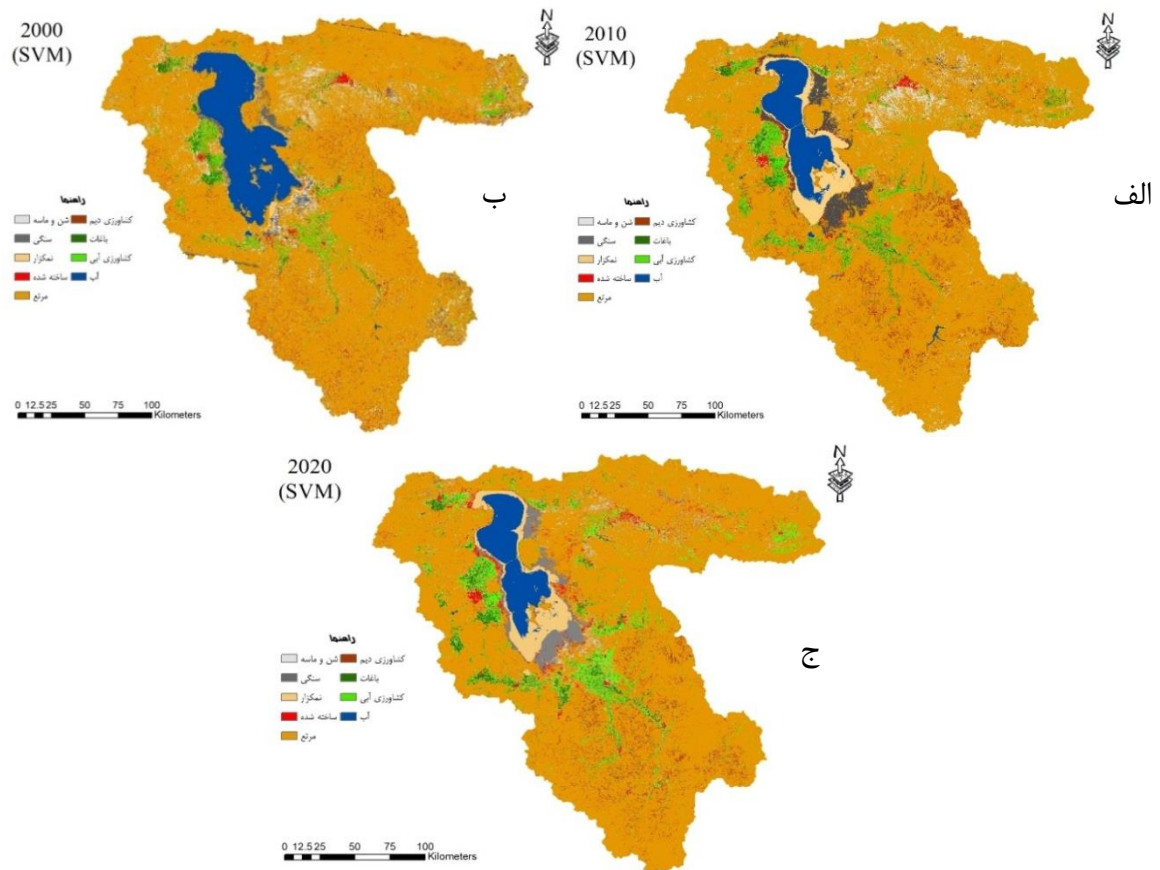 2000
(SVM)
N
راهنما
شن و ماسه
کشاورزی دیم
سنگی
باغات
نمکزار
کشاورزی آبی
ساخته شده
آب
مرتع
0 12.5 25 50 75 100
Kilometers
ب
2010
(SVM)
N
راهنما
شن و ماسه
کشاورزی دیم
سنگی
باغات
نمکزار
کشاورزی آبی
ساخته شده
آب
مرتع
0 12.5 25 50 75 100
Kilometers
الف
2020
(SVM)
N
راهنما
شن و ماسه
کشاورزی دیم
سنگی
باغات
نمکزار
کشاورزی آبی
ساخته شده
آب
مرتع
0 12.5 25 50 75 100
Kilometers
ج